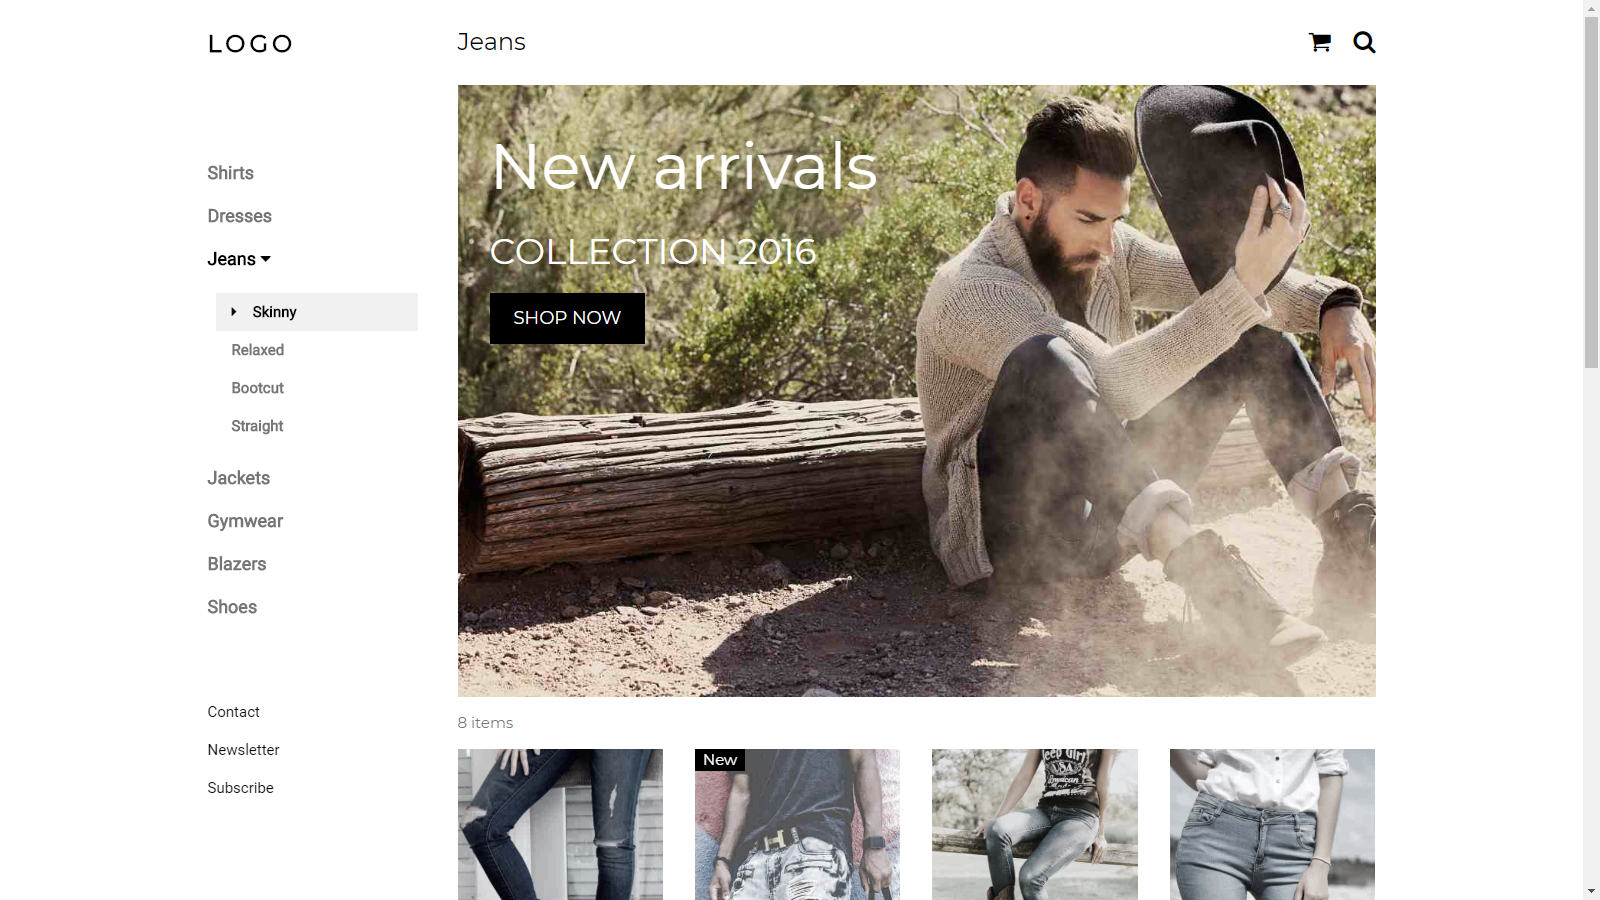 LOGO
Jeans
Shirts
Dresses
Jeans
Skinny
Relaxed
Bootcut
Straight
Jackets
Gymwear
Blazers
Shoes
Contact
Newsletter
Subscribe
New arrivals
COLLECTION 2016
SHOP NOW
8 items
New
USA